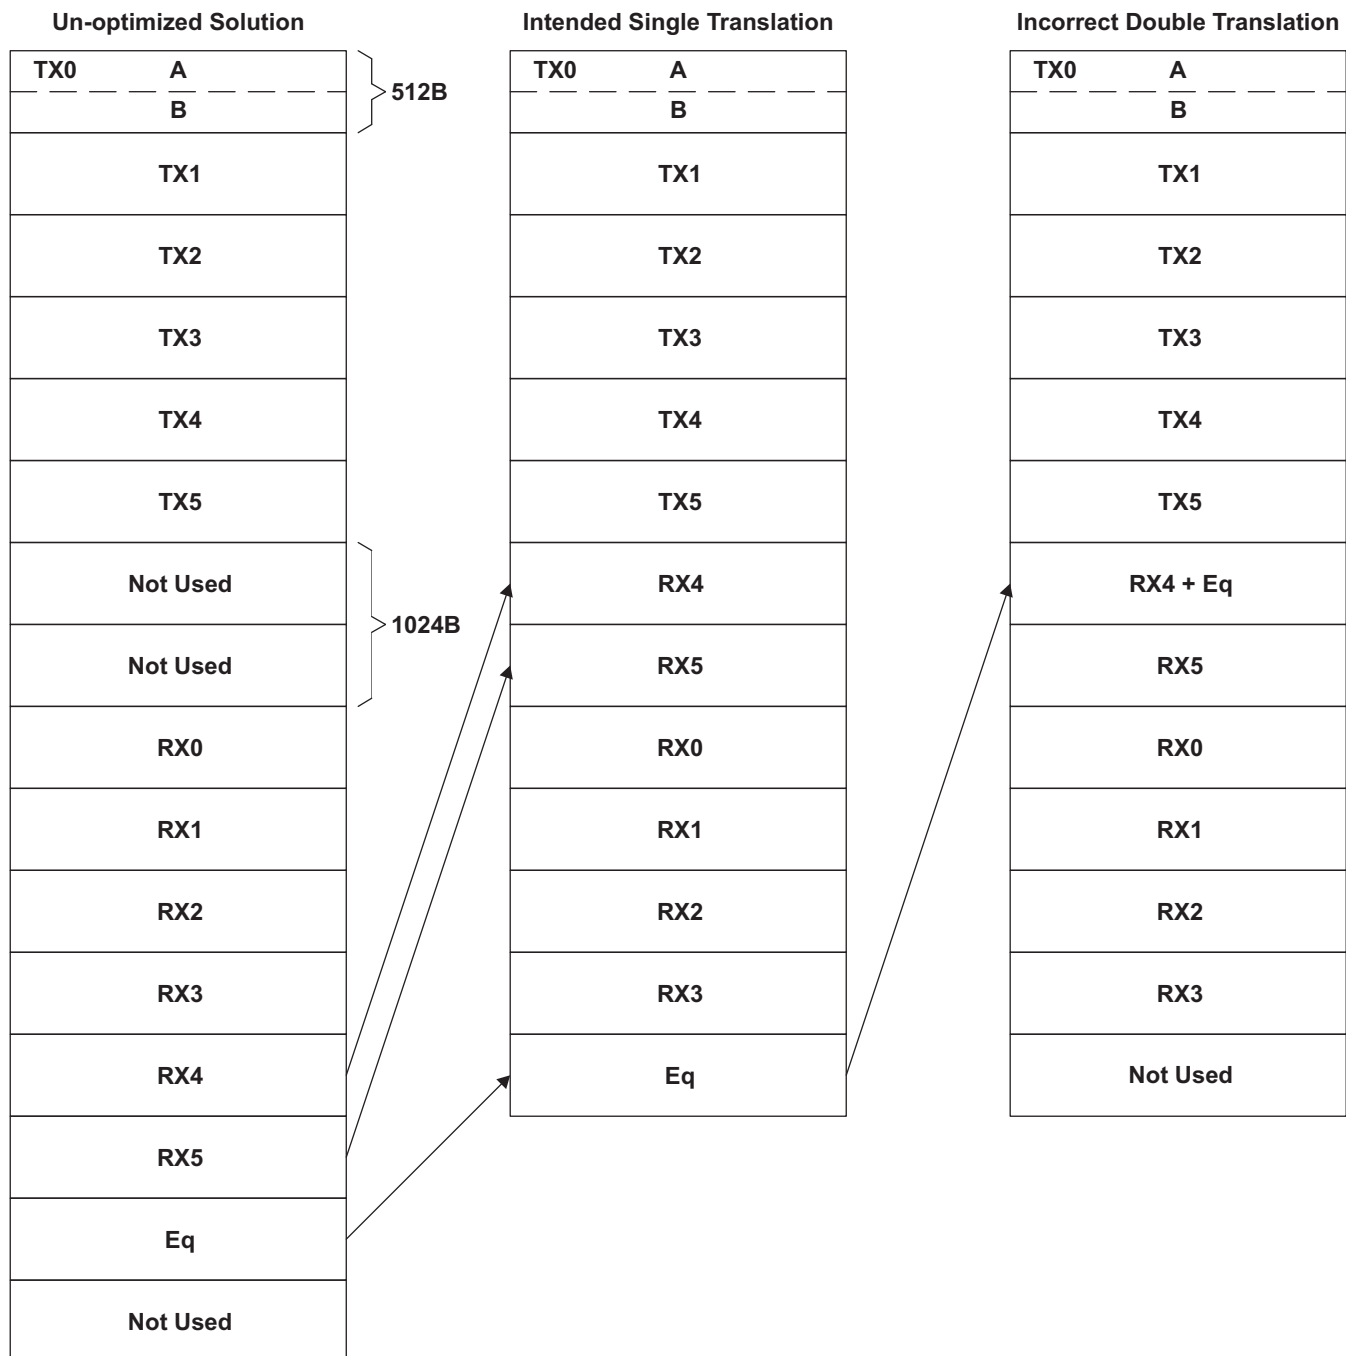 Un-optimized Solution
TX0 A
B
512B
TX1
TX2
TX3
TX4
TX5
Not Used
Not Used
1024B
RX0
RX1
RX2
RX3
RX4
RX5
Eq
Not Used
Intended Single Translation
TX0 A
B
TX1
TX2
TX3
TX4
TX5
RX4
RX5
RX0
RX1
RX2
RX3
Eq
Incorrect Double Translation
TX0 A
B
TX1
TX2
TX3
TX4
TX5
RX4 + Eq
RX5
RX0
RX1
RX2
RX3
Not Used